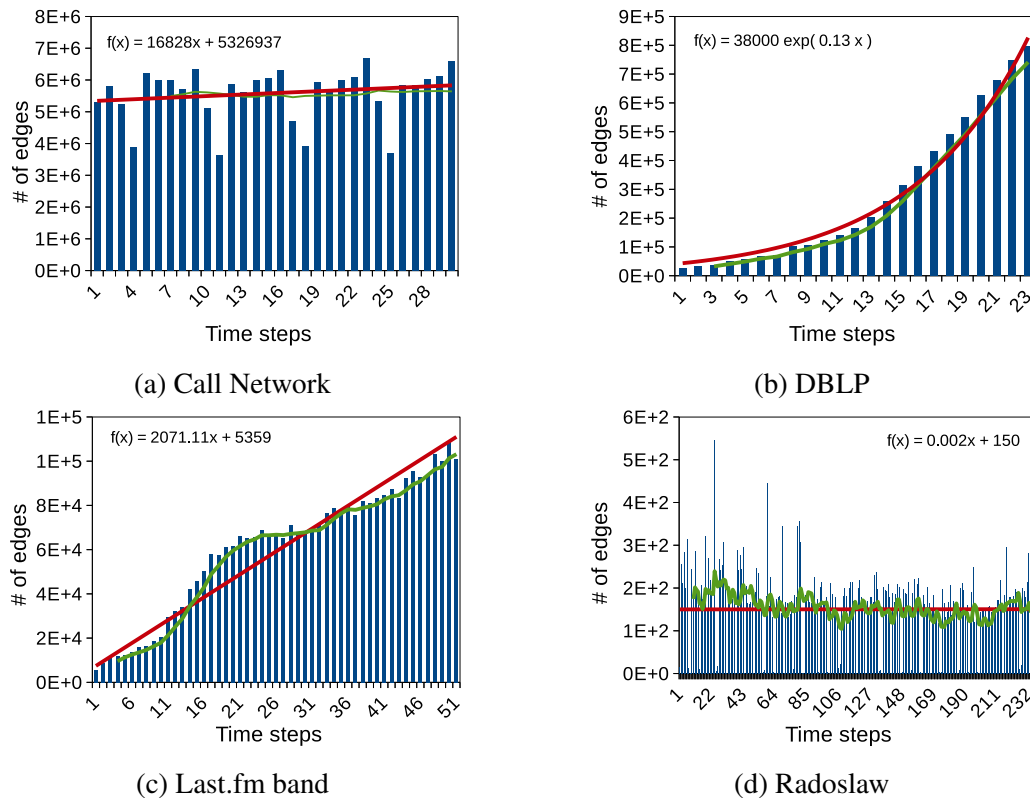 8E+6
7E+6
6E+6
5E+6
4E+6
3E+6
2E+6
1E+6
0E+0
# of edges
f(x) = 16828x + 5326937
1 4 7 10 13 16 19 22 25 28
Time steps
(a) Call Network
9E+5
8E+5
7E+5
6E+5
5E+5
4E+5
3E+5
2E+5
1E+5
0E+0
# of edges
f(x) = 38000 exp( 0.13 x )
1 3 5 7 9 11 13 15 17 19 21 23
Time steps
(b) DBLP
1E+5
1E+5
8E+4
6E+4
4E+4
2E+4
0E+0
# of edges
f(x) = 2071.11x + 5359
1 6 11 16 21 26 31 36 41 46 51
Time steps
(c) Last.fm band
6E+2
5E+2
4E+2
3E+2
2E+2
1E+2
0E+0
# of edges
f(x) = 0.002x + 150
1 22 43 64 85 106 127 148 169 190 211 232
Time steps
(d) Radoslaw